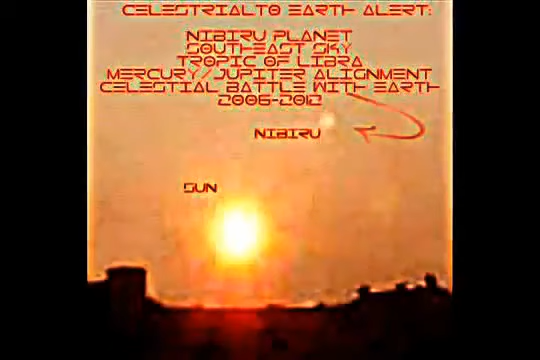 CELESTRIALTO EARTH ALERT:
NIBIRU PLANET
SOUTHEAST SKY
TROPIC OF LIBRA
MERCURY/JUPITER ALIGNMENT
CELESTIAL BATTLE WITH EARTH
2006-2012
NIBIRU
SUN